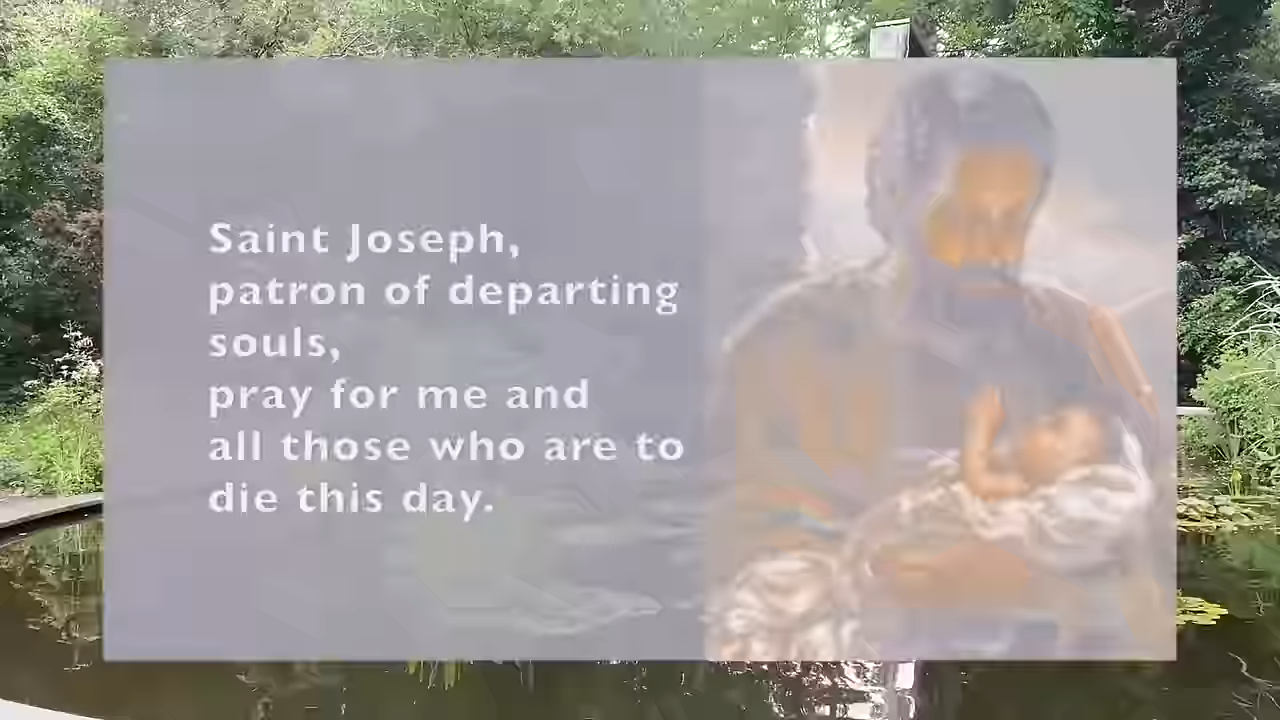 Saint Joseph,
patron of departing
souls,
pray for me and
all those who are to
die this day.